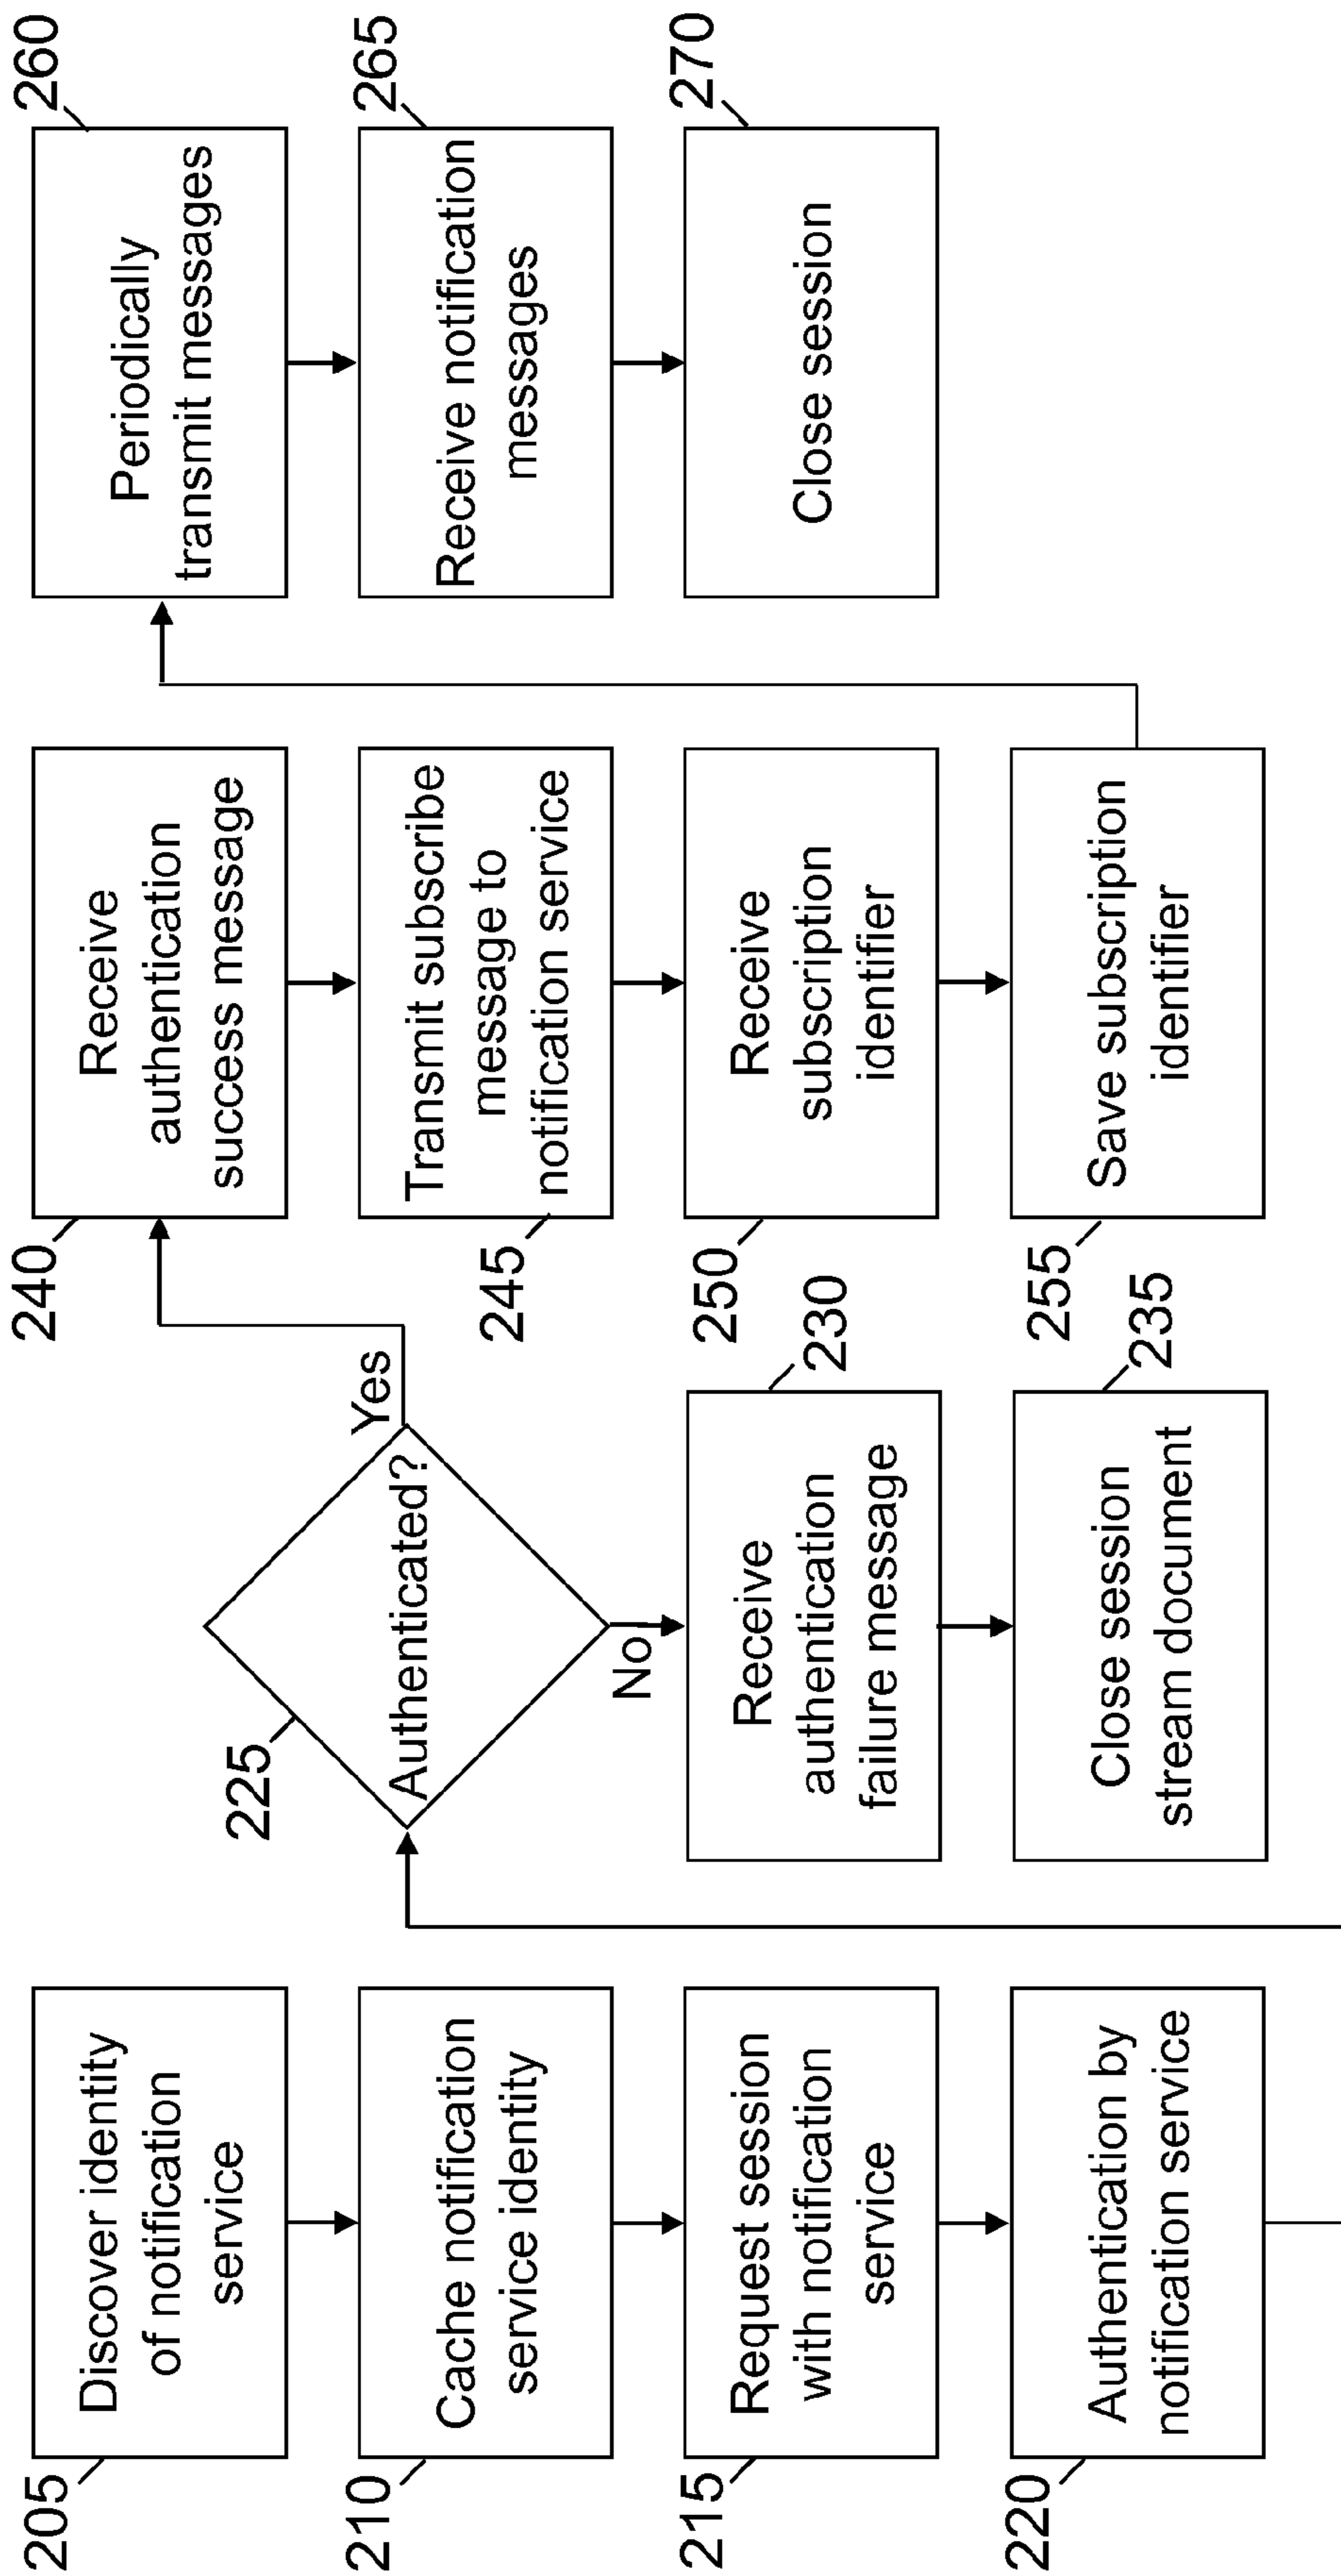 205
Discover identity
of notification
service
210
Cache notification
service identity
215
Request session
with notification
service
220
Authentication by
notification service
225
Authenticated?
Yes
No
230
Receive
authentication
failure message
235
Close session
stream document
240
Receive
authentication
success message
245
Transmit subscribe
message to
notification service
250
Receive
subscription
identifier
255
Save subscription
identifier
260
Periodically
transmit messages
265
Receive notification
messages
270
Close session